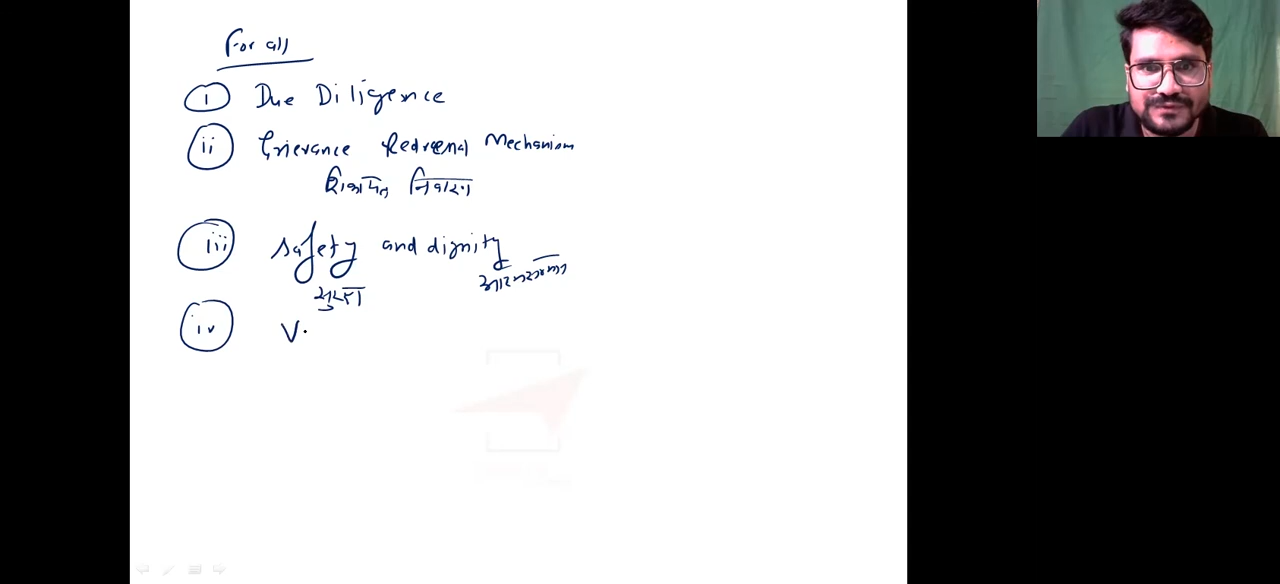 For all
i Due Diligence
ii Grievance Redressal Mechanism
शिकायत निवारण
iii safety and dignity
सुरक्षा आत्मसम्मान
iv V.